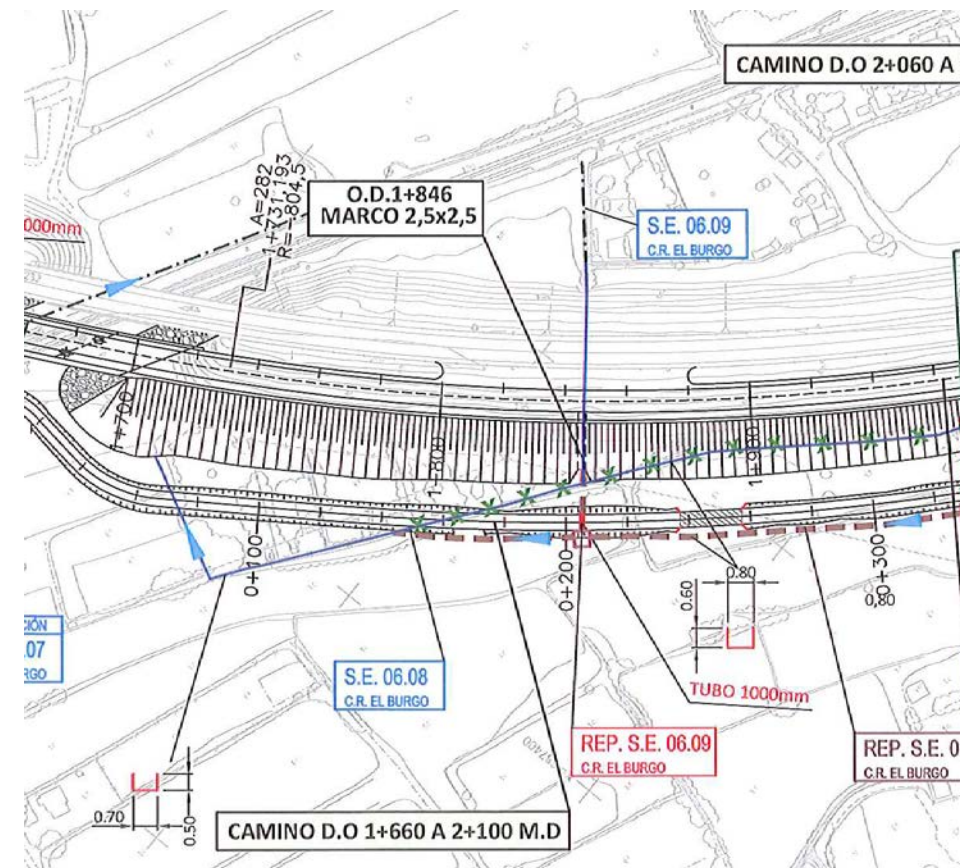 CAMINO D.O 2+060 A
A=282
1+731,193
R=-1804,5
O.D.1+846
MARCO 2,5x2,5
000mm
S.E. 06.09
C.R. EL BURGO
1+700
1+800
1+900
0+100
0+200
0+300
0,80
0.80
0.60
IÓN
.07
RGO
S.E. 06.08
C.R. EL BURGO
TUBO 1000mm
REP. S.E. 06.09
C.R. EL BURGO
REP. S.E. 0
C.R. EL BURGO
0.70
0.50
CAMINO D.O 1+660 A 2+100 M.D